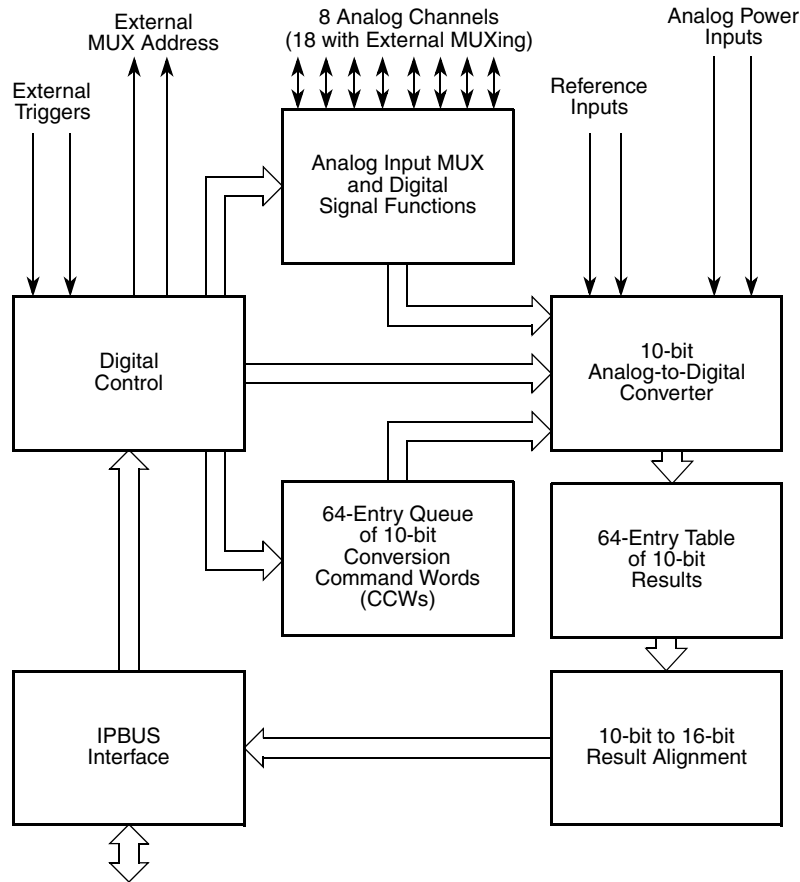 External
MUX Address
8 Analog Channels
(18 with External MUXing)
Analog Power
Inputs
External
Triggers
Reference
Inputs
Analog Input MUX
and Digital
Signal Functions
Digital
Control
10-bit
Analog-to-Digital
Converter
64-Entry Queue
of 10-bit
Conversion
Command Words
(CCWs)
64-Entry Table
of 10-bit
Results
IPBUS
Interface
10-bit to 16-bit
Result Alignment